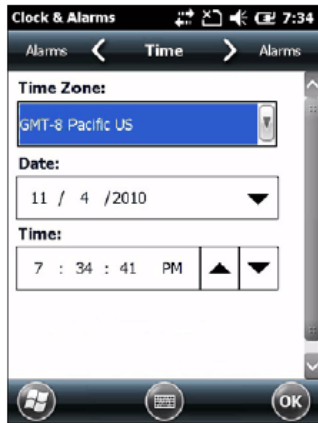 Clock & Alarms 7:34
Alarms Time Alarms
Time Zone:
GMT-8 Pacific US
Date:
11 / 4 /2010
Time:
7 : 34 : 41 PM
OK